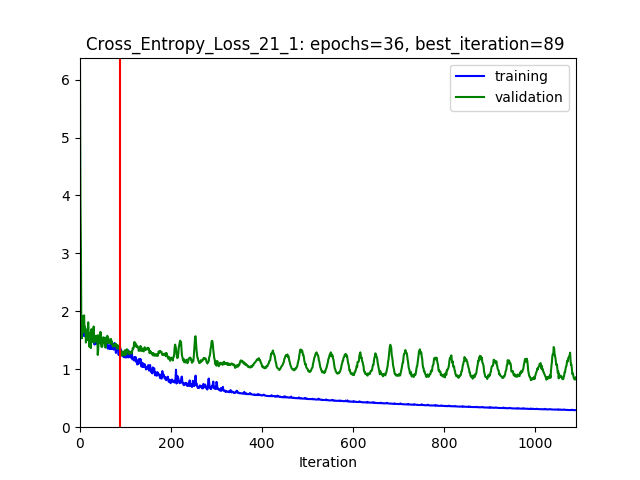 Cross_Entropy_Loss_21_1: epochs=36, best_iteration=89
training
validation
6
5
4
3
2
1
0
0 200 400 600 800 1000
Iteration